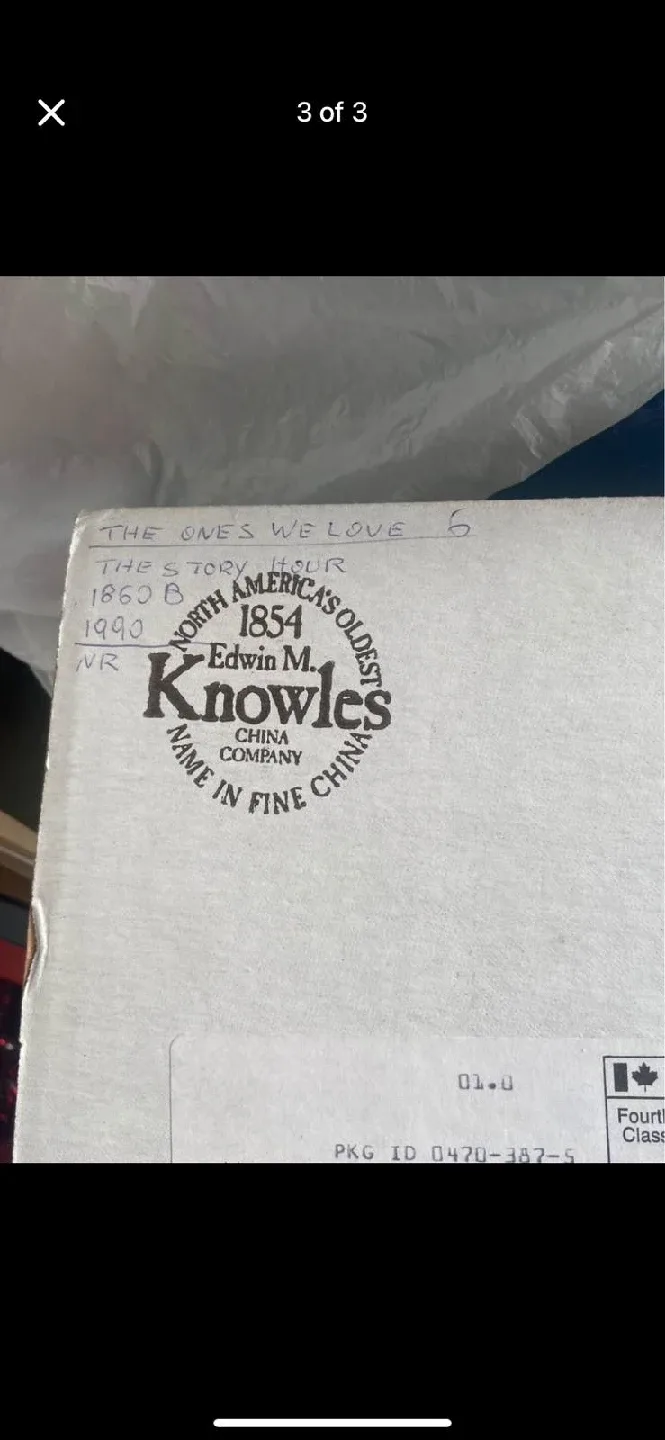 3 of 3
THE ONES WE LOVE 6
THE STORY HOUR
1860 B
1990
NR
NORTH AMERICA'S OLDEST
1854
Edwin M.
Knowles
CHINA
COMPANY
NAME IN FINE CHINA
01.0
Fourth
Class
PKG ID 0470-387-5